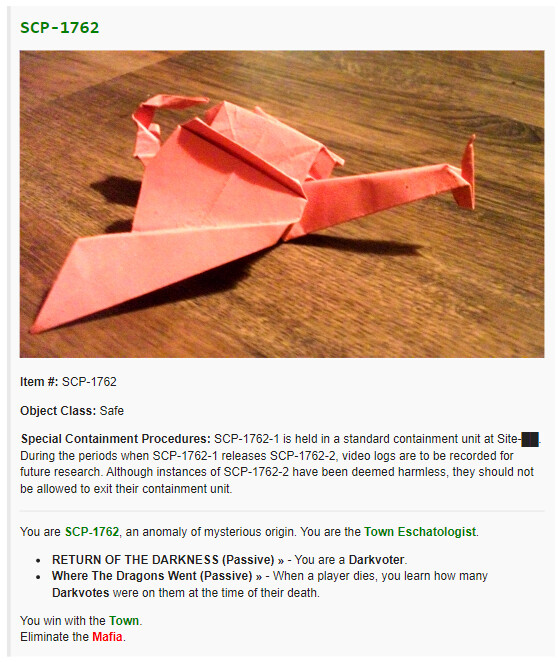 SCP-1762
Item #: SCP-1762
Object Class: Safe
Special Containment Procedures: SCP-1762-1 is held in a standard containment unit at Site-██.
During the periods when SCP-1762-1 releases SCP-1762-2, video logs are to be recorded for
future research. Although instances of SCP-1762-2 have been deemed harmless, they should not
be allowed to exit their containment unit.
You are SCP-1762, an anomaly of mysterious origin. You are the Town Eschatologist.
• RETURN OF THE DARKNESS (Passive) » - You are a Darkvoter.
• Where The Dragons Went (Passive) » - When a player dies, you learn how many
Darkvotes were on them at the time of their death.
You win with the Town.
Eliminate the Mafia.